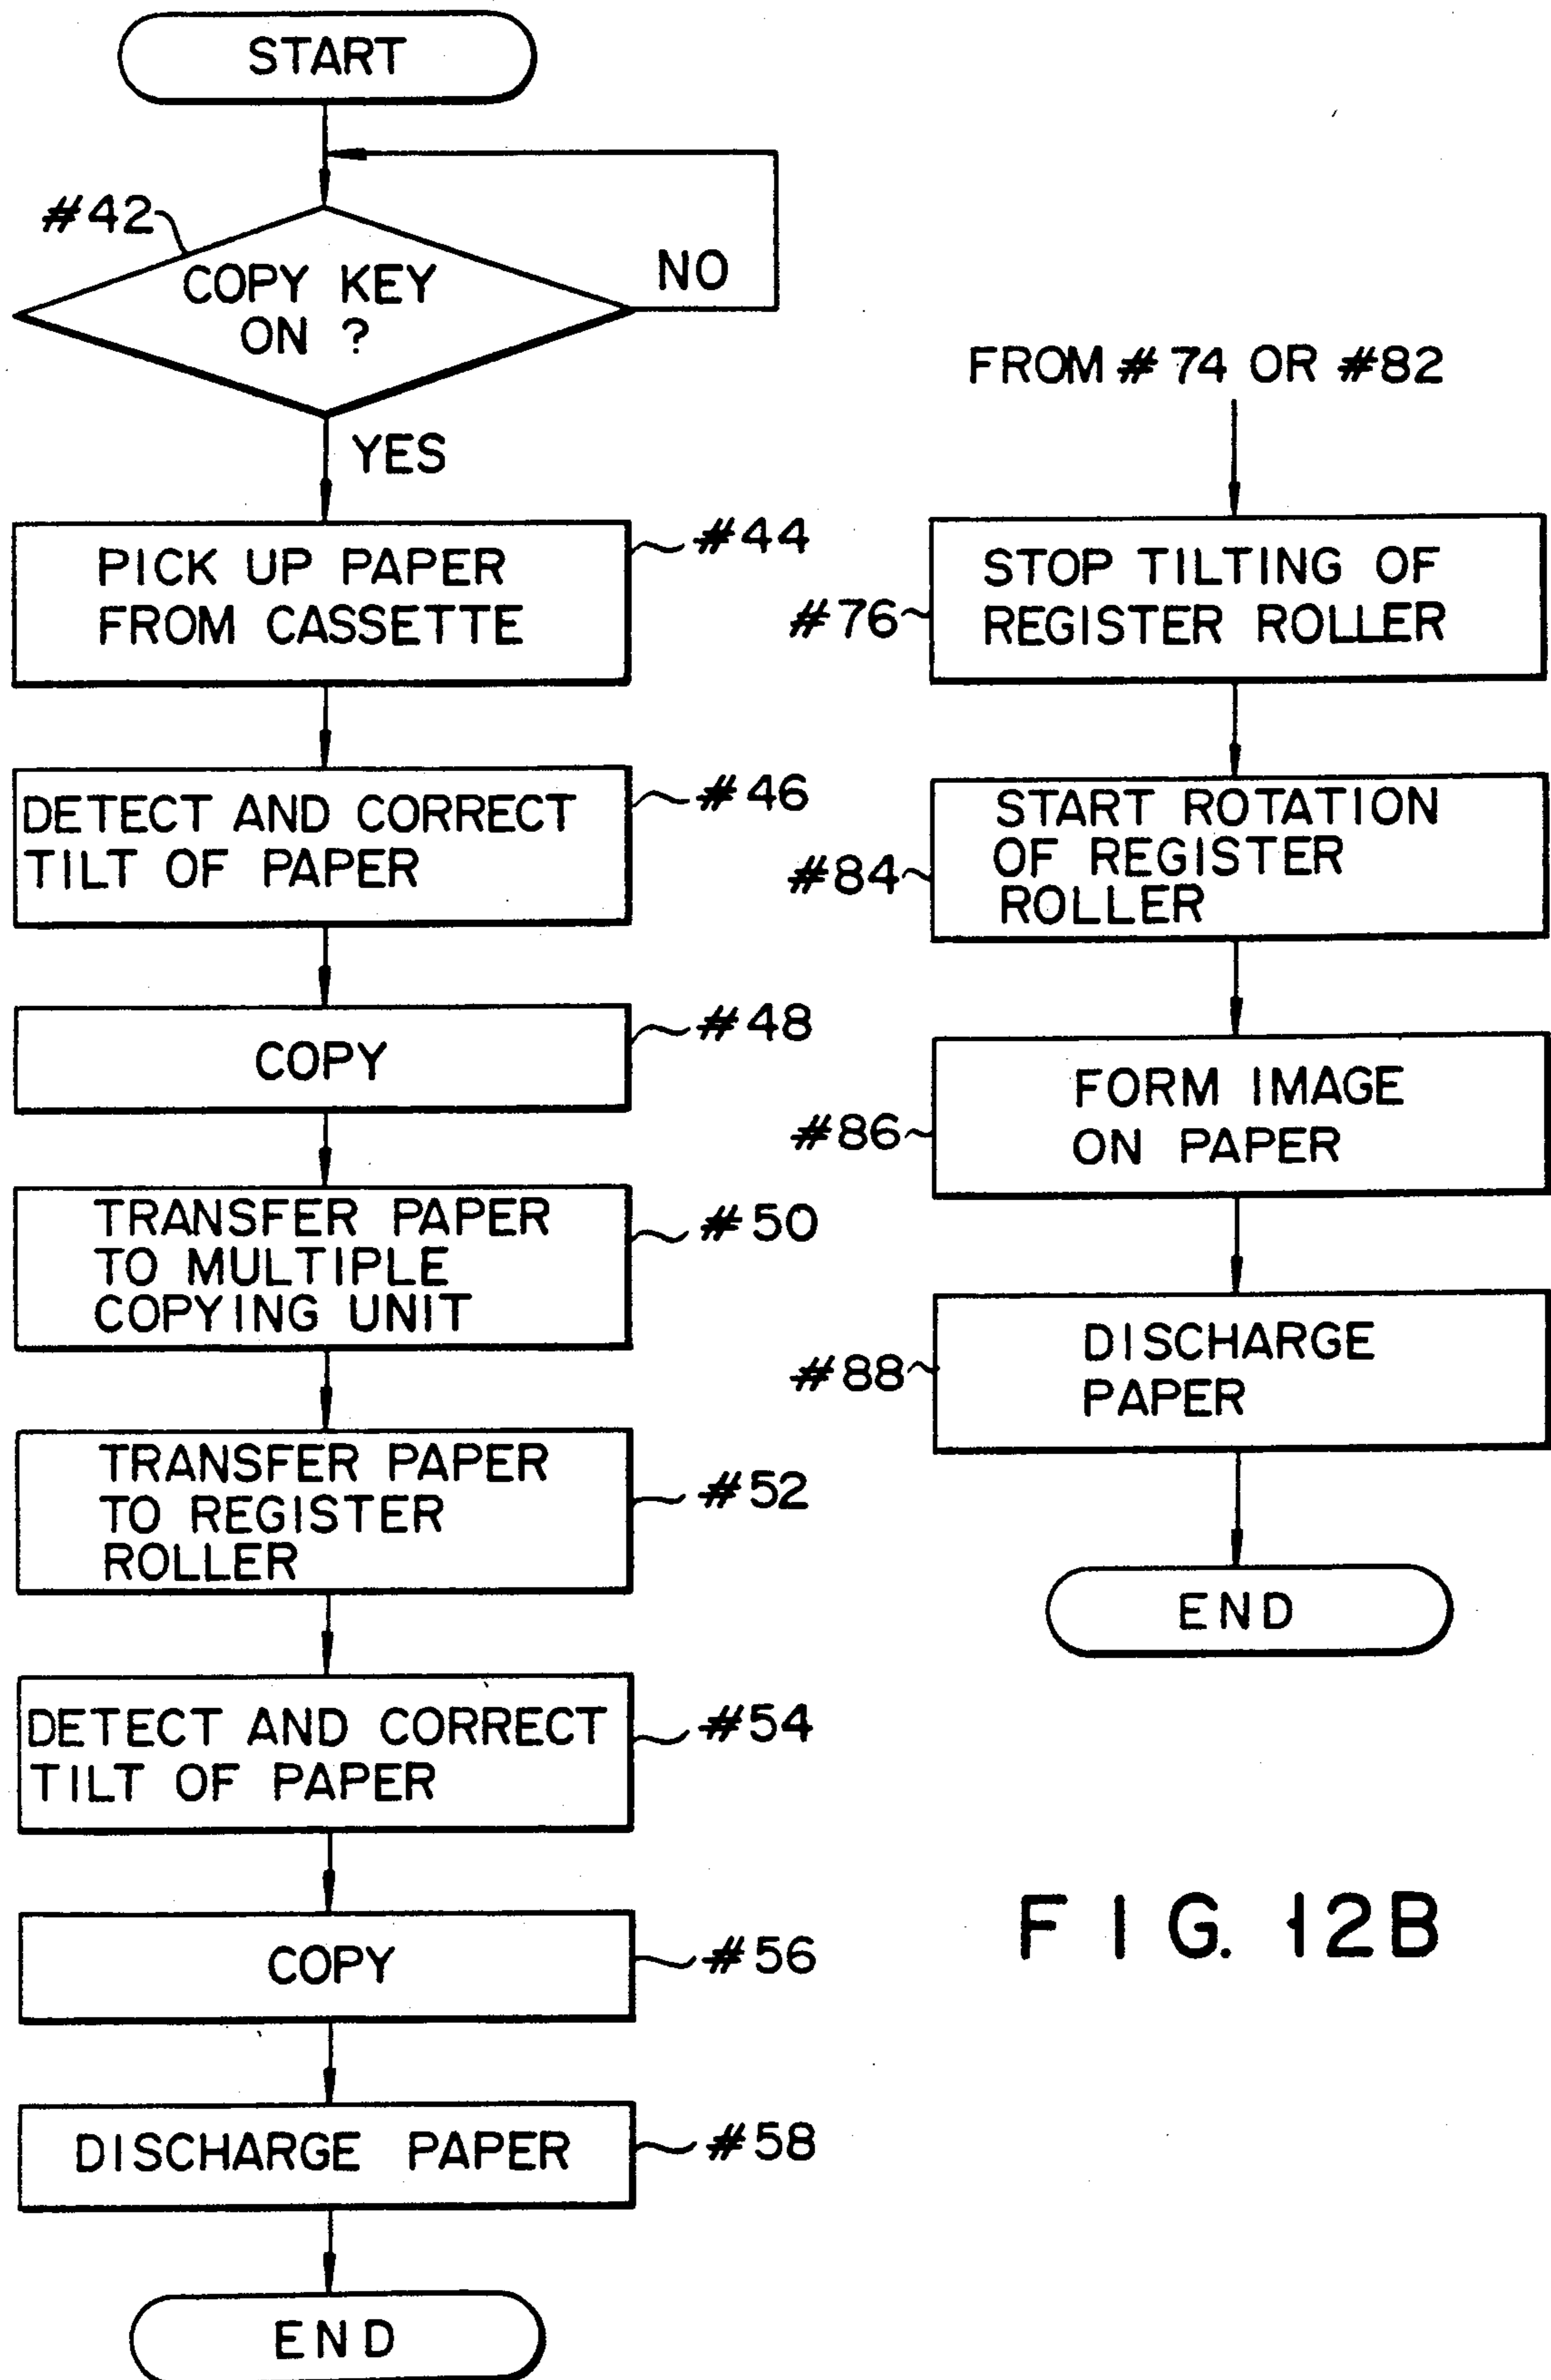 START
#42
COPY KEY
ON ?
NO
YES
PICK UP PAPER
FROM CASSETTE
#44
DETECT AND CORRECT
TILT OF PAPER
#46
COPY
#48
TRANSFER PAPER
TO MULTIPLE
COPYING UNIT
#50
TRANSFER PAPER
TO REGISTER
ROLLER
#52
DETECT AND CORRECT
TILT OF PAPER
#54
COPY
#56
DISCHARGE PAPER
#58
END
FROM #74 OR #82
STOP TILTING OF
REGISTER ROLLER
#76
START ROTATION
OF REGISTER
ROLLER
#84
FORM IMAGE
ON PAPER
#86
DISCHARGE
PAPER
#88
END
FIG. 12B